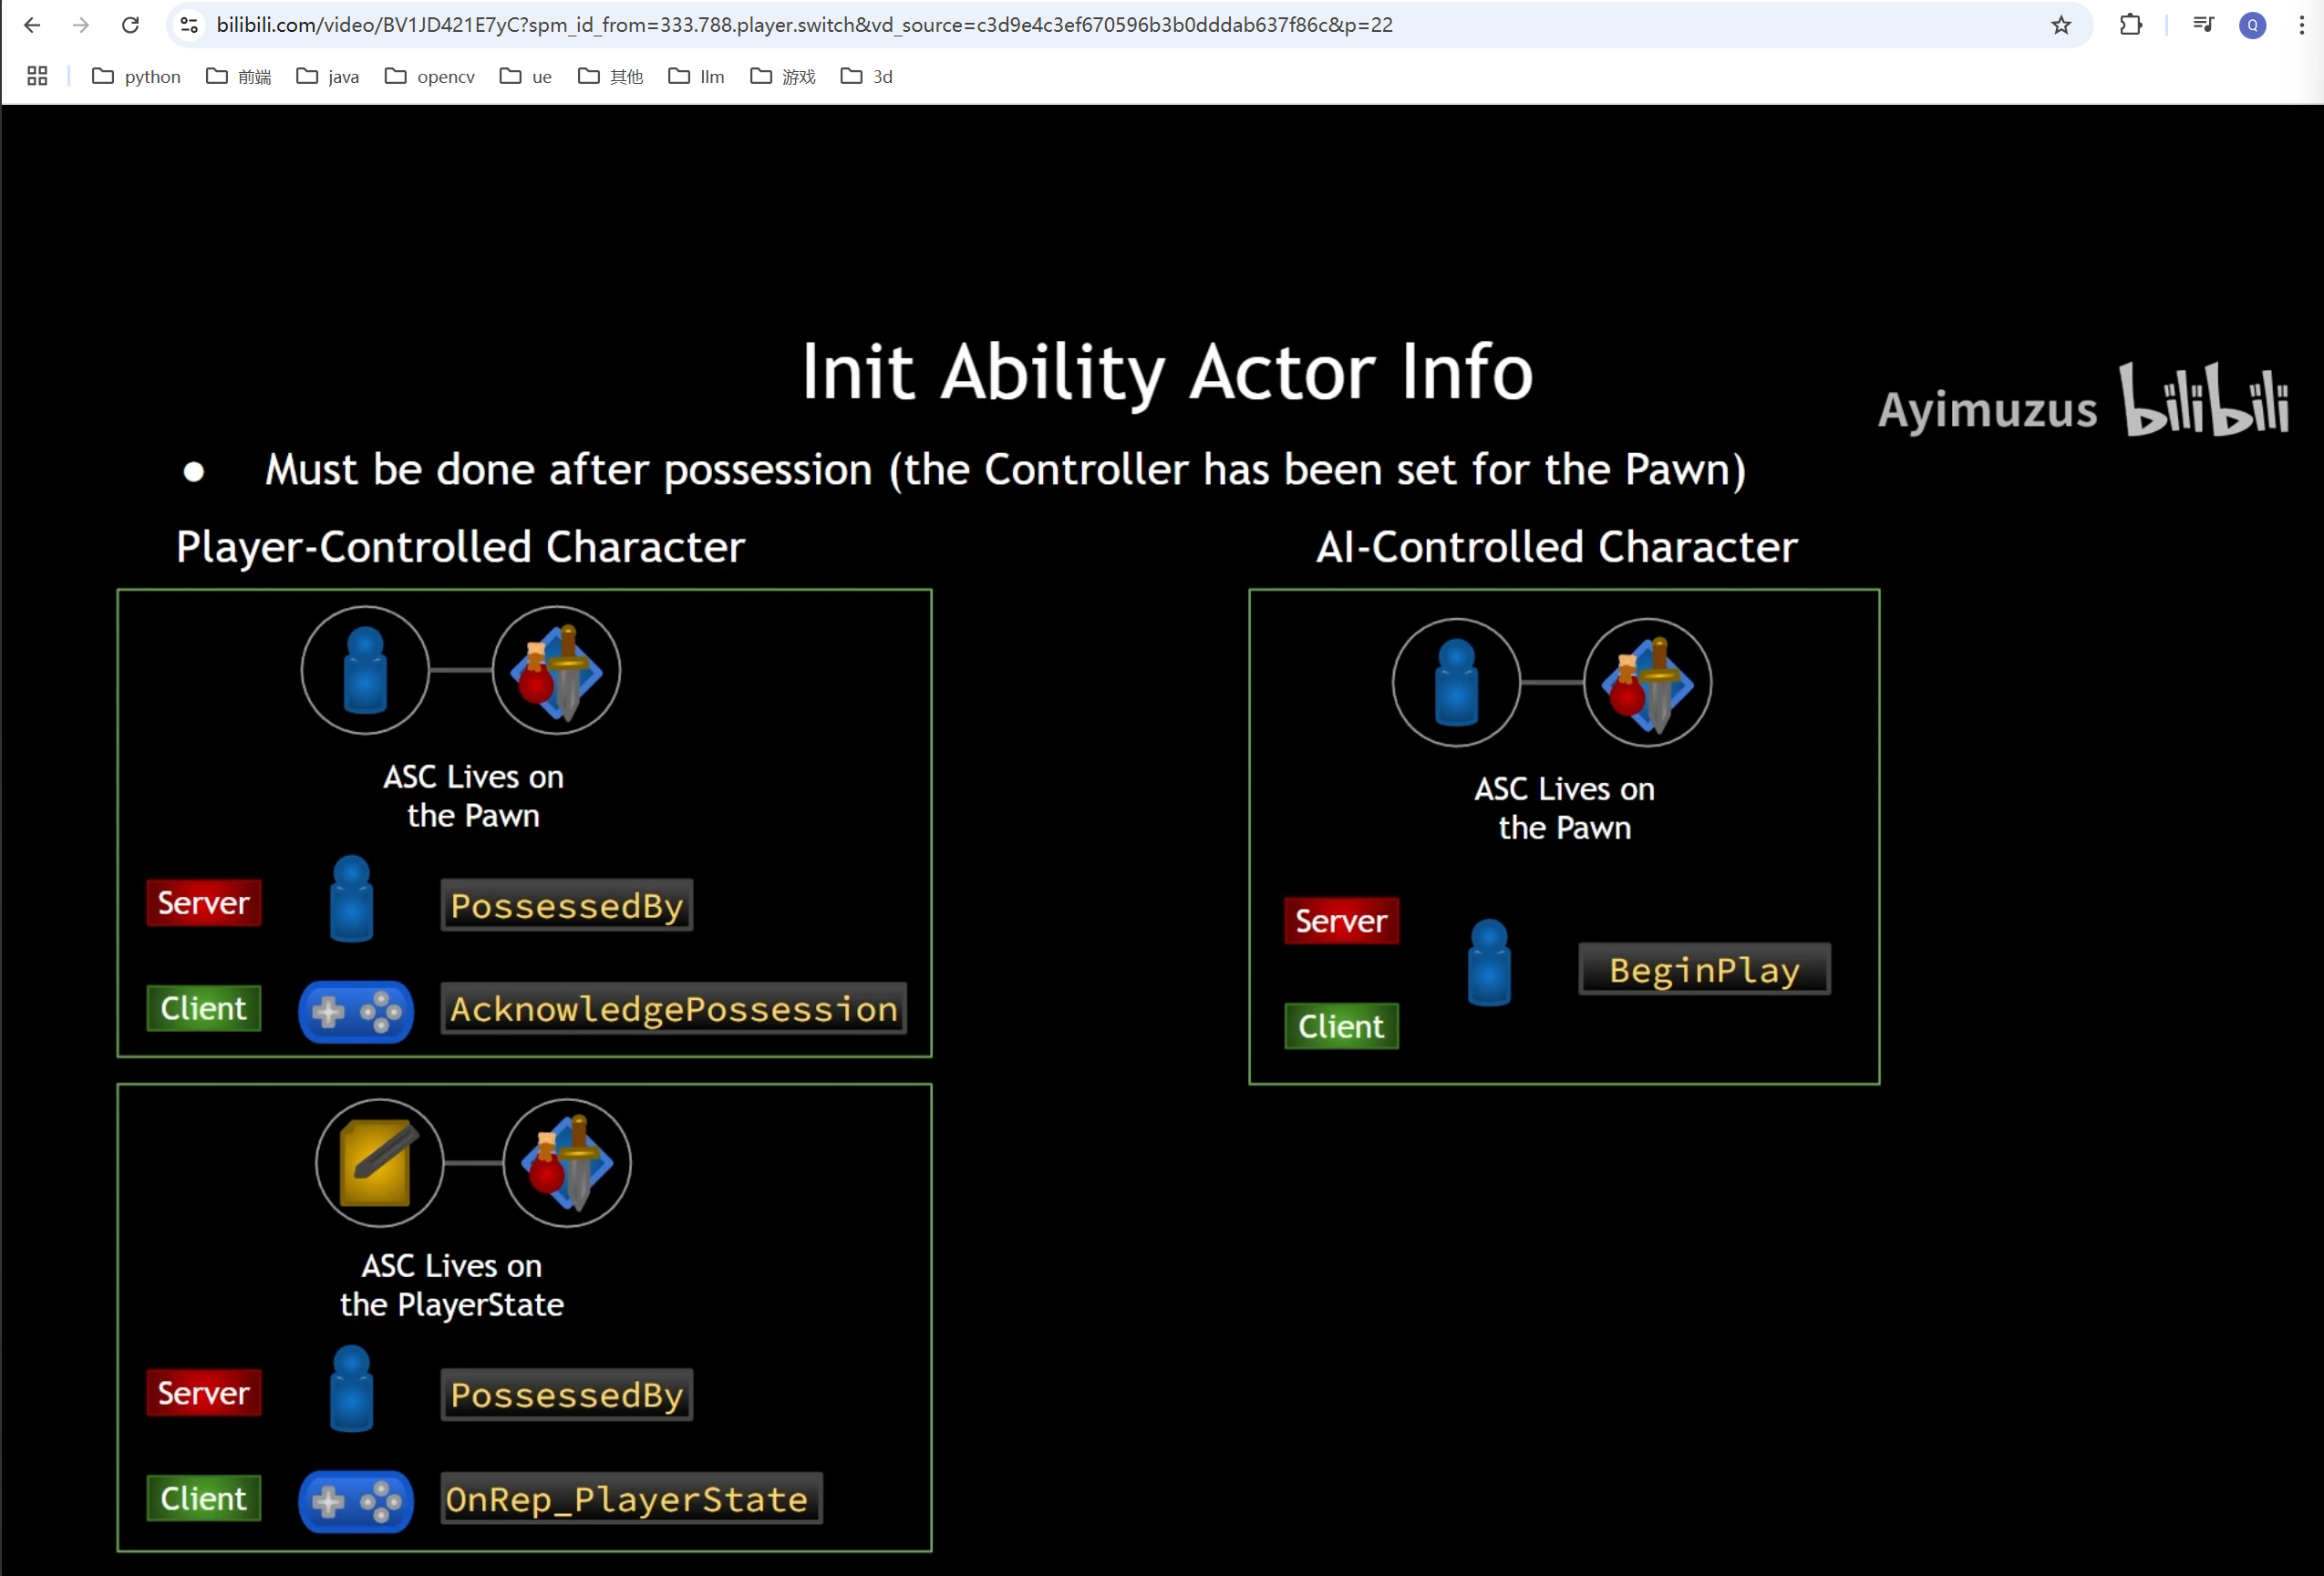 bilibili.com/video/BV1JD421E7yC?spm_id_from=333.788.player.switch&vd_source=c3d9e4c3ef670596b3b0dddab637f86c&p=22
Q
python 前端 java opencv ue 其他 llm 游戏 3d
Init Ability Actor Info
Ayimuzus bilibili
● Must be done after possession (the Controller has been set for the Pawn)
Player-Controlled Character
ASC Lives on
the Pawn
Server PossessedBy
Client AcknowledgePossession
ASC Lives on
the PlayerState
Server PossessedBy
Client OnRep_PlayerState
AI-Controlled Character
ASC Lives on
the Pawn
Server
BeginPlay
Client